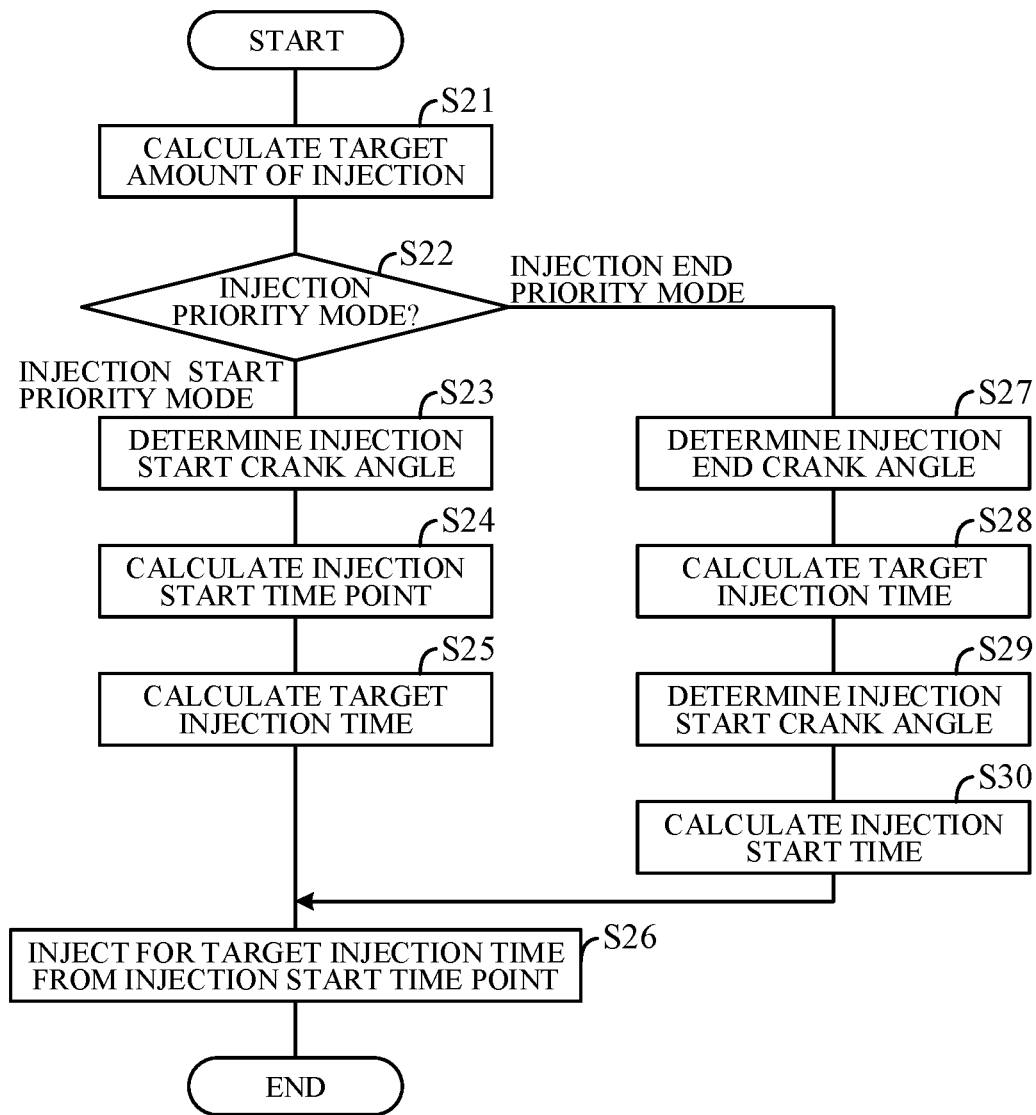 START
S21
CALCULATE TARGET
AMOUNT OF INJECTION
S22
INJECTION
PRIORITY MODE?
INJECTION END
PRIORITY MODE
INJECTION START
PRIORITY MODE
S23
DETERMINE INJECTION
START CRANK ANGLE
S24
CALCULATE INJECTION
START TIME POINT
S25
CALCULATE TARGET
INJECTION TIME
S27
DETERMINE INJECTION
END CRANK ANGLE
S28
CALCULATE TARGET
INJECTION TIME
S29
DETERMINE INJECTION
START CRANK ANGLE
S30
CALCULATE INJECTION
START TIME
S26
INJECT FOR TARGET INJECTION TIME
FROM INJECTION START TIME POINT
END